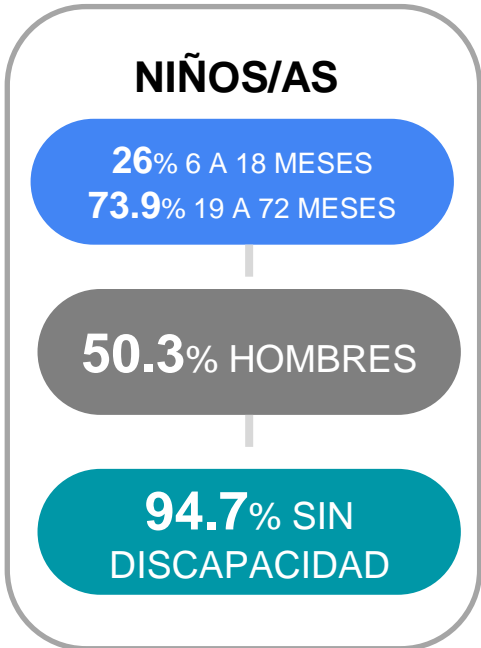 NIÑOS/AS
26% 6 A 18 MESES
73.9% 19 A 72 MESES
50.3% HOMBRES
94.7% SIN
DISCAPACIDAD